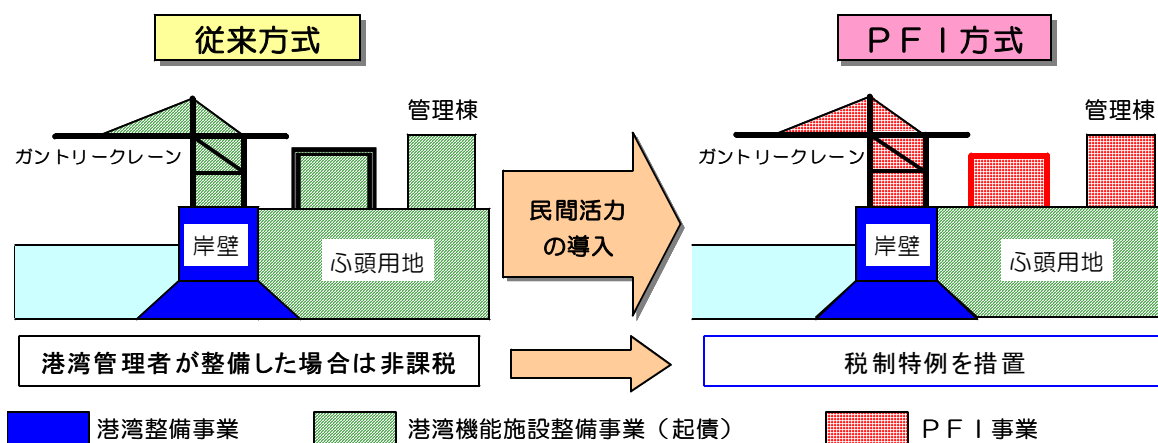 従来方式
ＰＦＩ方式
管理棟
ガントリークレーン
岸壁
ふ頭用地
民間活力
の導入
管理棟
ガントリークレーン
岸壁
ふ頭用地
港湾管理者が整備した場合は非課税
税制特例を措置
港湾整備事業
港湾機能施設整備事業（起債）
ＰＦＩ事業